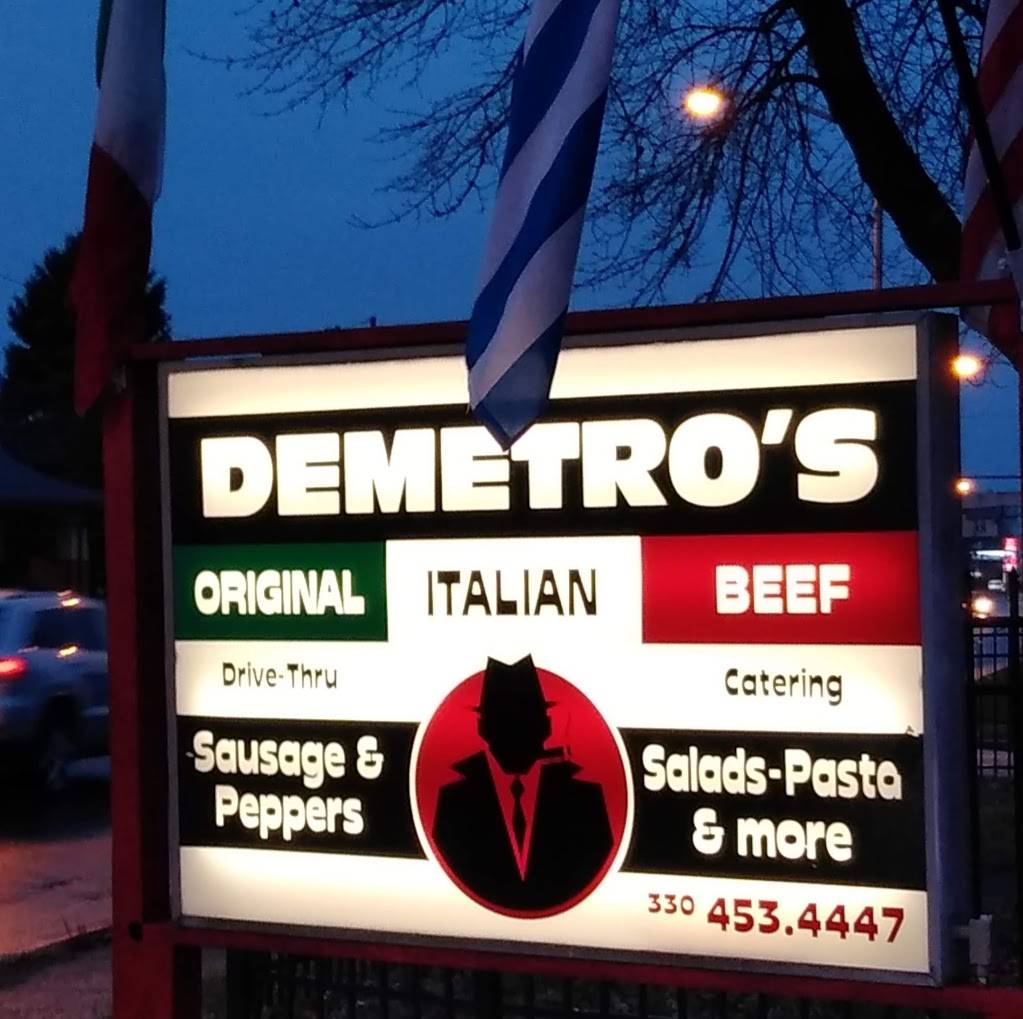 DEMETRO'S
ORIGINAL ITALIAN BEEF
Drive-Thru
Catering
Sausage &
Peppers
Salads-Pasta
& more
330 453.4447